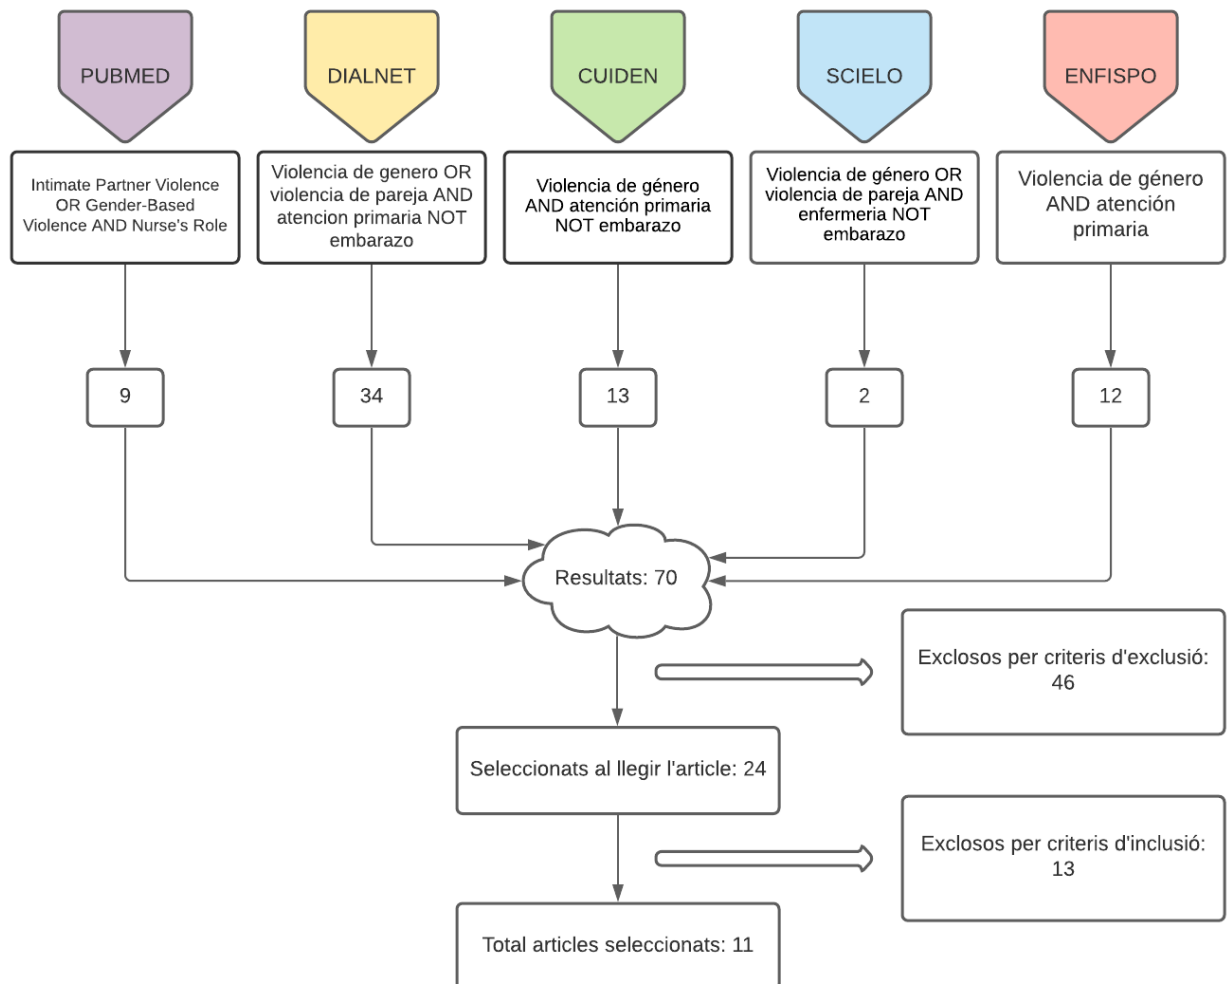 PUBMED
DIALNET
CUIDEN
SCIELO
ENFISPO
Intimate Partner Violence
OR Gender-Based
Violence AND Nurse's Role
Violencia de genero OR
violencia de pareja AND
atencion primaria NOT
embarazo
Violencia de género
AND atención primaria
NOT embarazo
Violencia de género OR
violencia de pareja AND
enfermeria NOT
embarazo
Violencia de género
AND atención
primaria
9
34
13
2
12
Resultats: 70
Exclosos per criteris d'exclusió:
46
Seleccionats al llegir l'article: 24
Exclosos per criteris d'inclusió:
13
Total articles seleccionats: 11